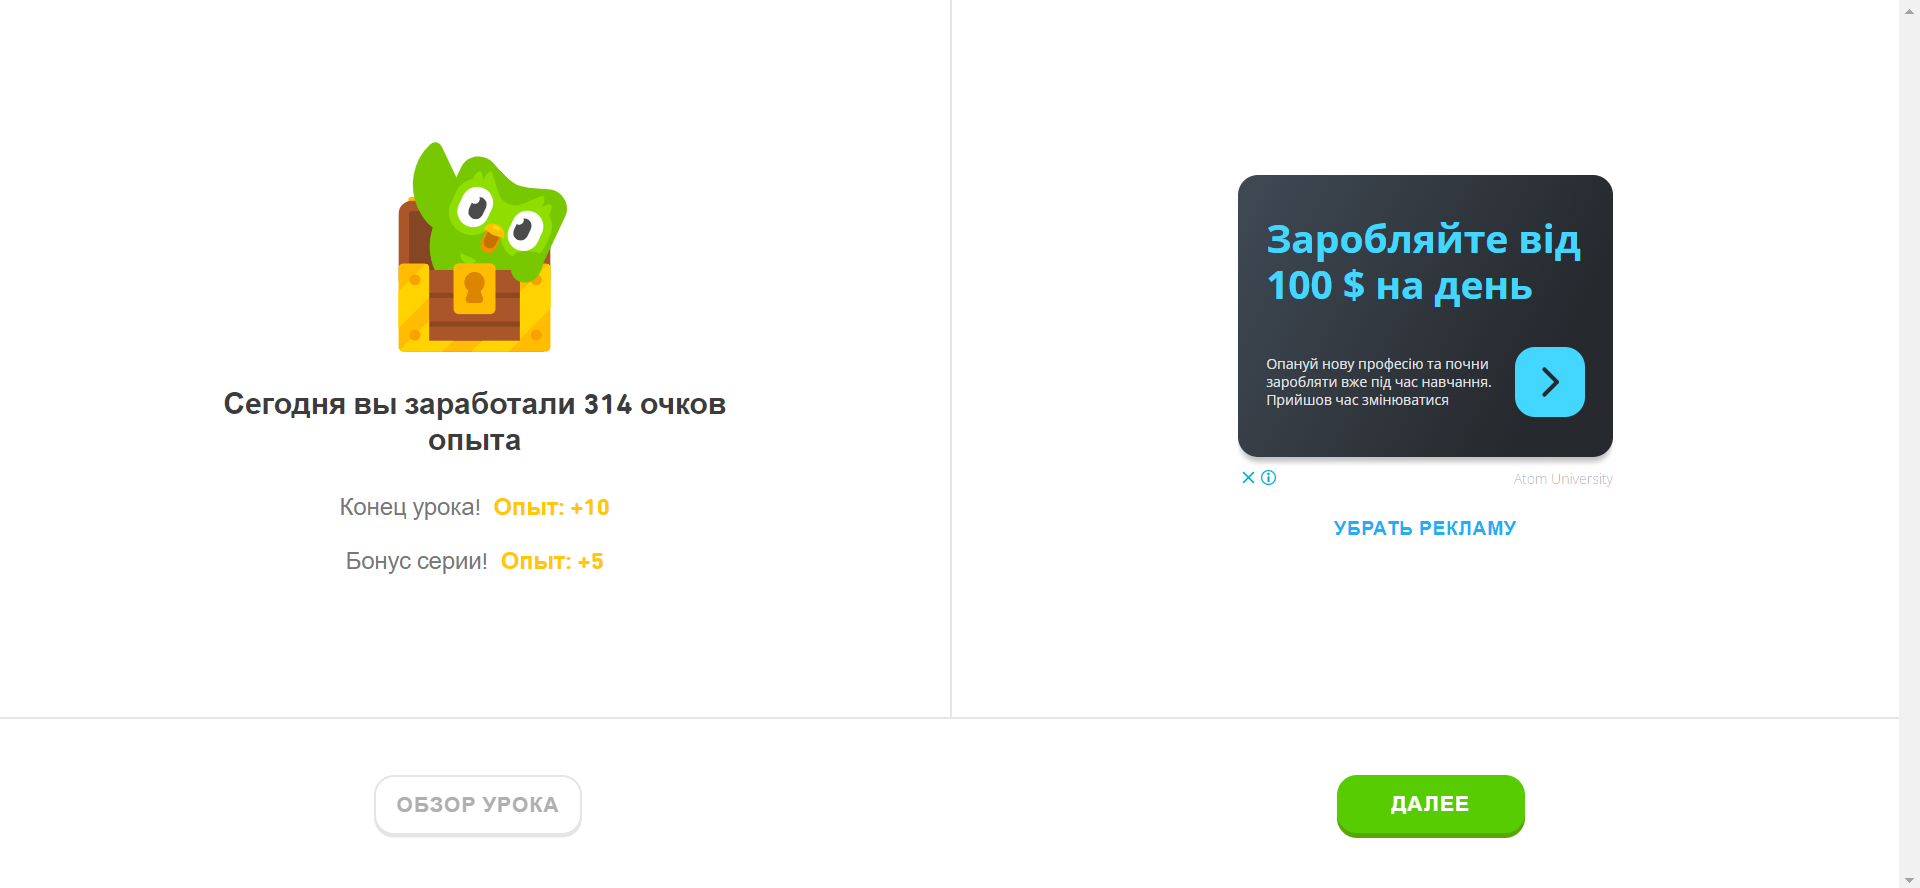 Сегодня вы заработали 314 очков
опыта
Конец урока! Опыт: +10
Бонус серии! Опыт: +5
Заробляйте від
100 $ на день
Опануй нову професію та почни
заробляти вже під час навчання.
Прийшов час змінюватися
Atom University
УБРАТЬ РЕКЛАМУ
ОБЗОР УРОКА
ДАЛЕЕ